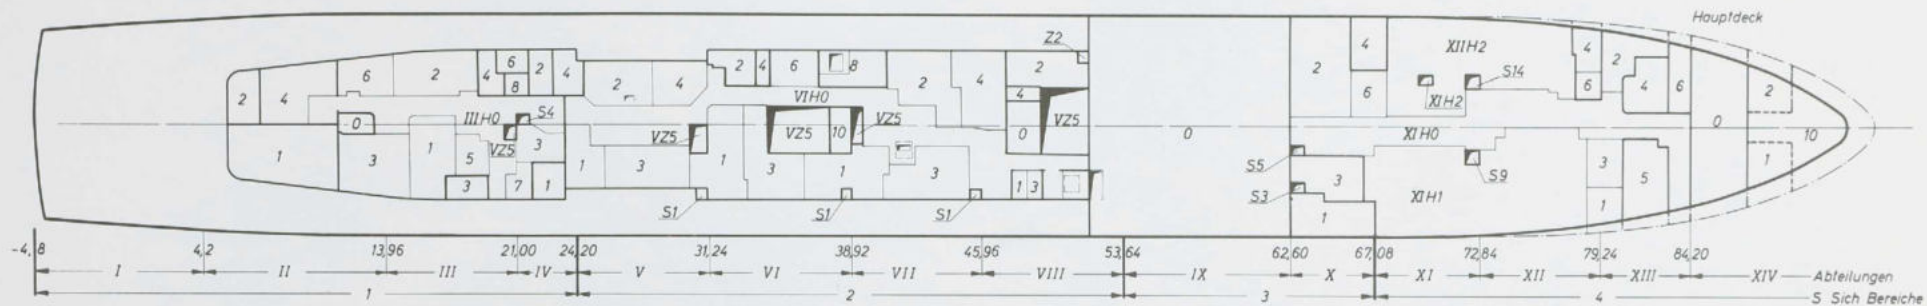 Hauptdeck
Z2
4 XIIH2 4
6 6 2 8 2
6 2 4 2 4 2 4 2 4 6 8 2 4 2 S14 4 6 2
2 4 8 4 6 XIH2 6
VIH0
0 IIIH0 S4 VZ5 VZ5 10 VZ5 0 VZ5 0 XIH0 0 10
1 3 1 5 VZ5 3 1 3 1 3 S5 3 S9 3 5 1
3 7 1 1 3 S3 XIH1 1
S1 S1 S1 1
-4,8 4,2 13,96 21,00 24,20 31,24 38,92 45,96 53,64 62,60 67,08 72,84 79,24 84,20
I II III IV V VI VII VIII IX X XI XII XIII XIV Abteilungen
1 2 3 4 S Sich Bereiche